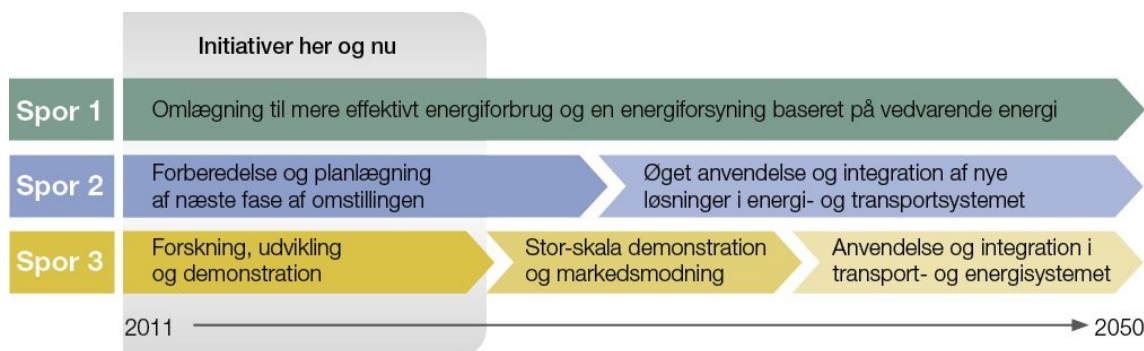 Initiativer her og nu
Spor 1
Omlægning til mere effektivt energiforbrug og en energiforsyning baseret på vedvarende energi
Spor 2
Forberedelse og planlægning
af næste fase af omstillingen
Øget anvendelse og integration af nye
løsninger i energi- og transportsystemet
Spor 3
Forskning, udvikling
og demonstration
Stor-skala demonstration
og markedsmodning
Anvendelse og integration i
transport- og energisystemet
2011
2050